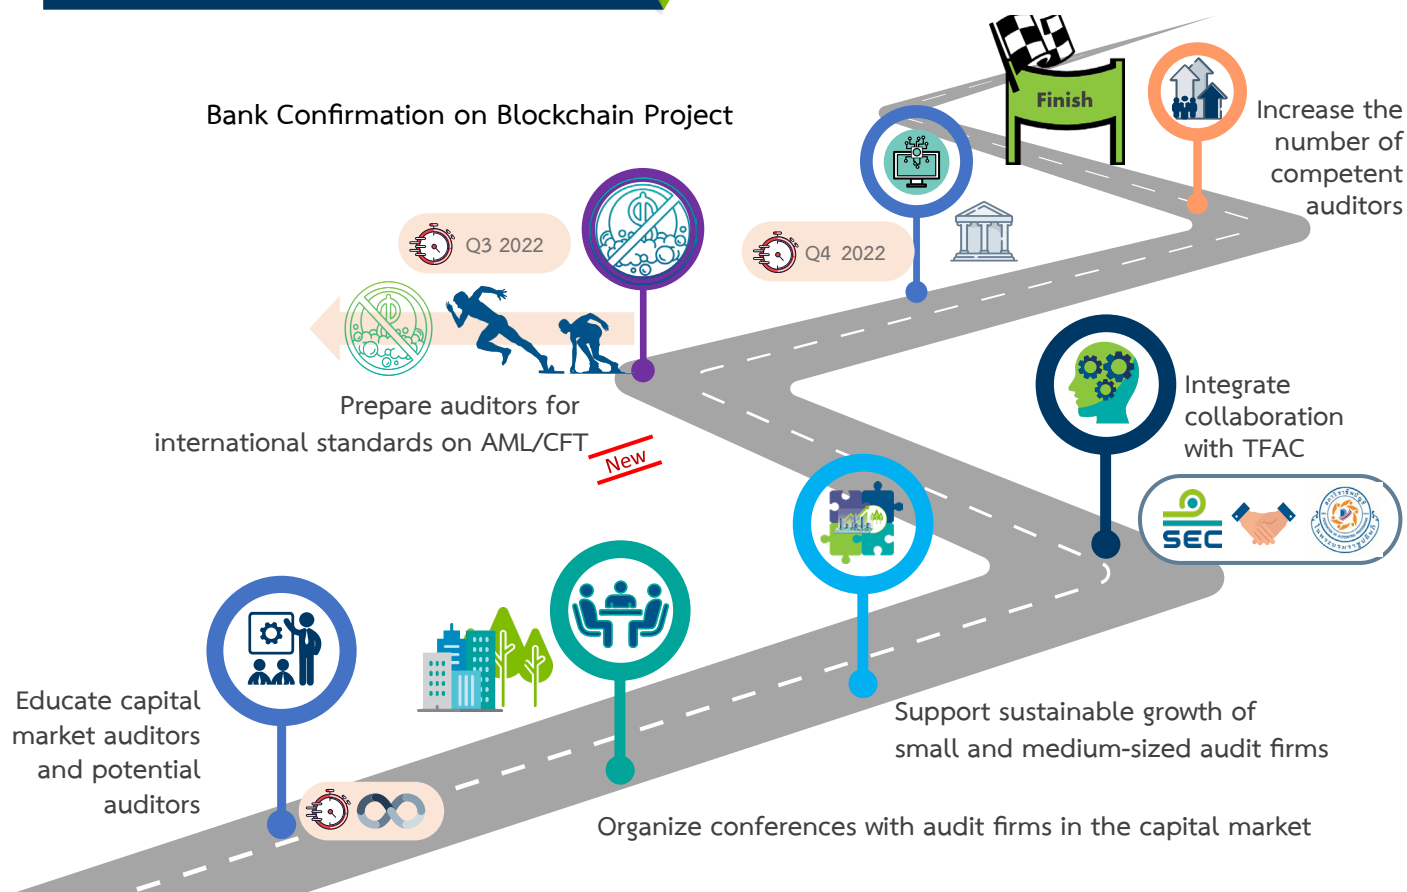 Finish
Increase the
number of
competent
auditors
Bank Confirmation on Blockchain Project
Q3 2022
Q4 2022
Prepare auditors for
international standards on AML/CFT
New
Integrate
collaboration
with TFAC
SEC
Educate capital
market auditors
and potential
auditors
Support sustainable growth of
small and medium-sized audit firms
Organize conferences with audit firms in the capital market